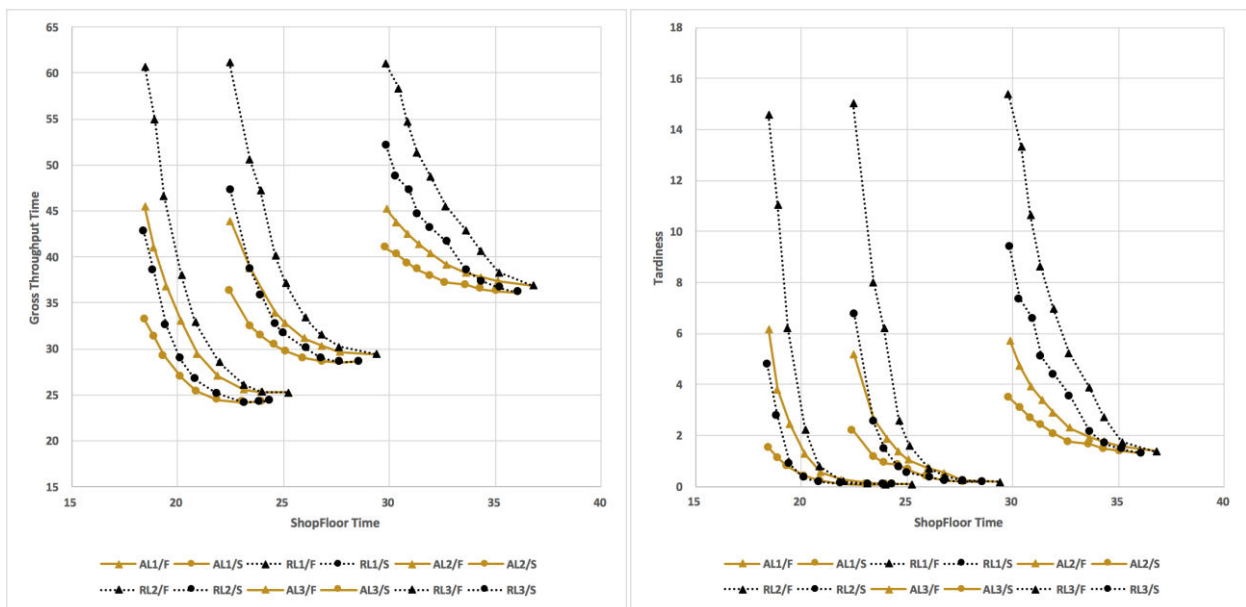 65
60
55
50
45
40
35
30
25
20
15
Gross Throughput Time
15 20 25 30 35 40
ShopFloor Time
AL1/F AL1/S RL1/F RL1/S AL2/F AL2/S
RL2/F RL2/S AL3/F AL3/S RL3/F RL3/S
18
16
14
12
10
8
6
4
2
0
Tardiness
15 20 25 30 35 40
ShopFloor Time
AL1/F AL1/S RL1/F RL1/S AL2/F AL2/S
RL2/F RL2/S AL3/F AL3/S RL3/F RL3/S